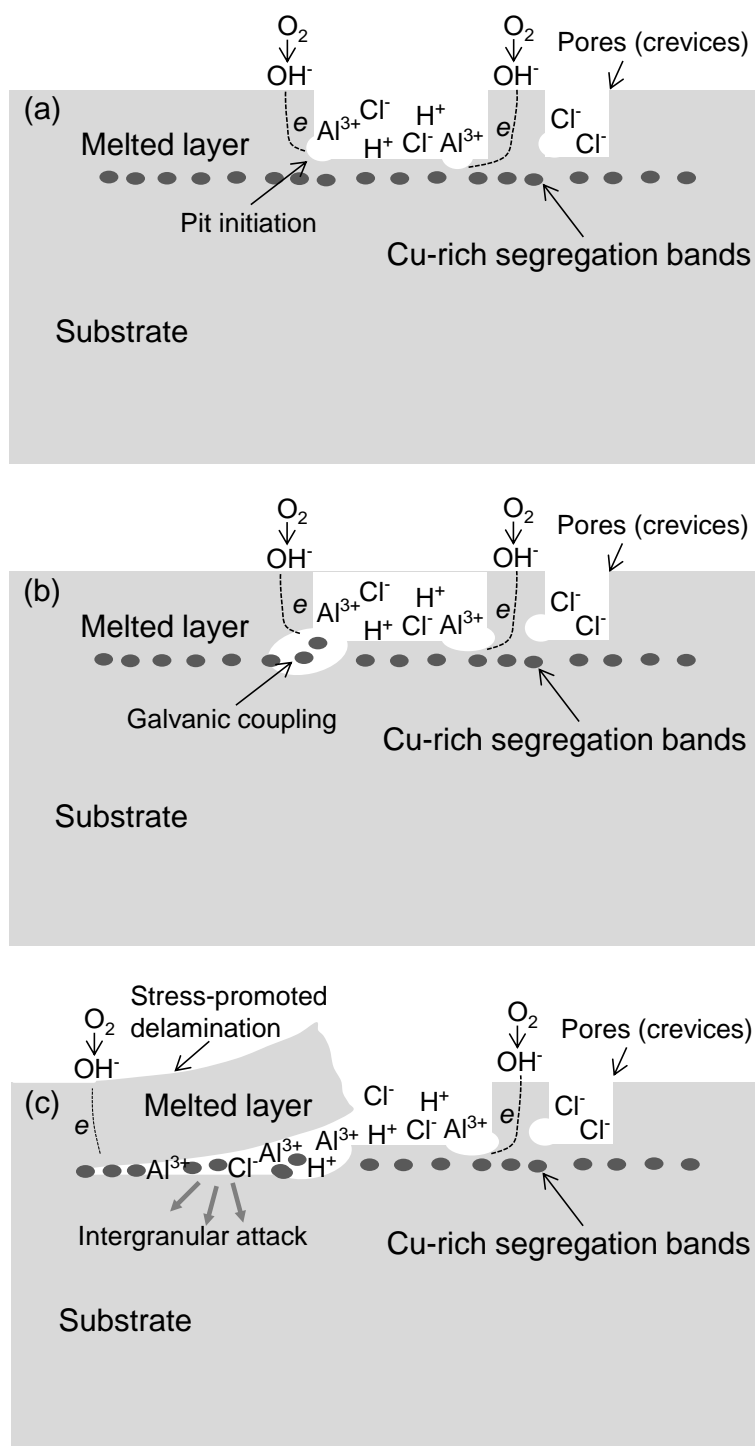 O₂
OH⁻
O₂
OH⁻
Pores (crevices)
(a)
Melted layer
e
Al³⁺
Cl⁻
H⁺
H⁺
Cl⁻
Al³⁺
e
Cl⁻
Cl⁻
Pit initiation
Cu-rich segregation bands
Substrate
O₂
OH⁻
O₂
OH⁻
Pores (crevices)
(b)
Melted layer
e
Al³⁺
Cl⁻
H⁺
H⁺
Cl⁻
Al³⁺
e
Cl⁻
Cl⁻
Galvanic coupling
Cu-rich segregation bands
Substrate
Stress-promoted
delamination
O₂
OH⁻
O₂
OH⁻
Pores (crevices)
(c)
Melted layer
e
Cl⁻
H⁺
Al³⁺
H⁺
Cl⁻
Al³⁺
e
Cl⁻
Cl⁻
Al³⁺
Cl⁻
Al³⁺
H⁺
Intergranular attack
Cu-rich segregation bands
Substrate